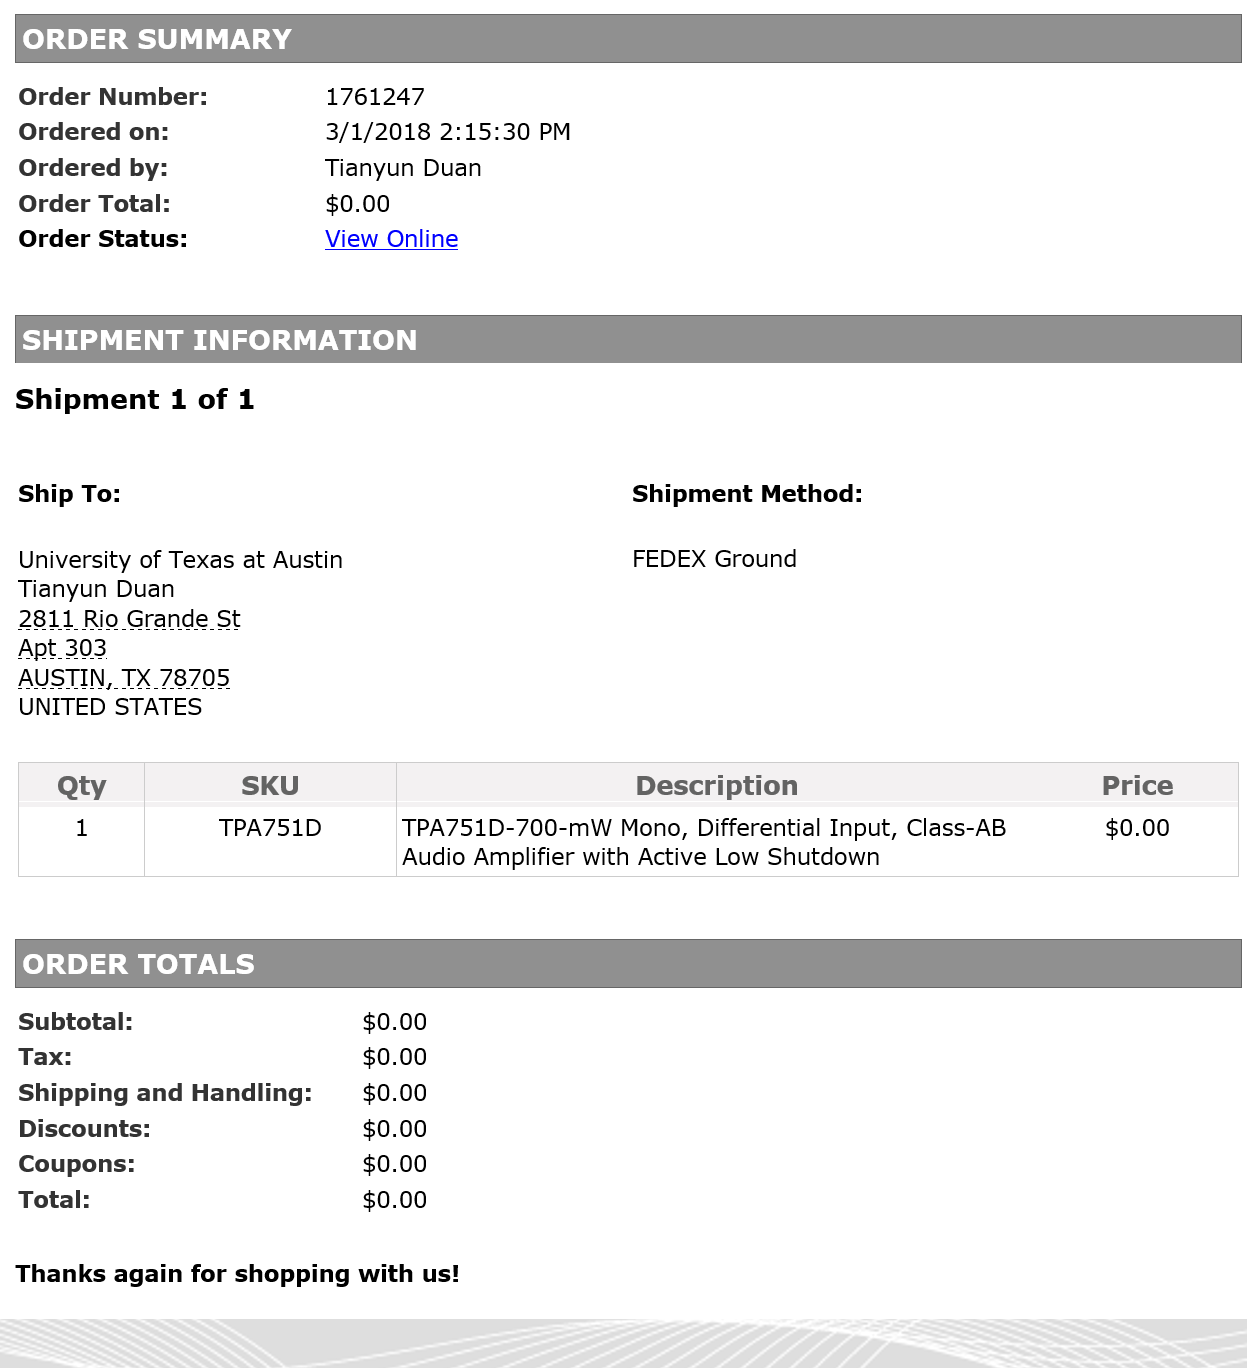 ORDER SUMMARY
Order Number: 1761247
Ordered on: 3/1/2018 2:15:30 PM
Ordered by: Tianyun Duan
Order Total: $0.00
Order Status: View Online
SHIPMENT INFORMATION
Shipment 1 of 1
Ship To: Shipment Method:
University of Texas at Austin FEDEX Ground
Tianyun Duan
2811 Rio Grande St
Apt 303
AUSTIN, TX 78705
UNITED STATES
Qty SKU Description Price
1 TPA751D TPA751D-700-mW Mono, Differential Input, Class-AB $0.00
Audio Amplifier with Active Low Shutdown
ORDER TOTALS
Subtotal: $0.00
Tax: $0.00
Shipping and Handling: $0.00
Discounts: $0.00
Coupons: $0.00
Total: $0.00
Thanks again for shopping with us!